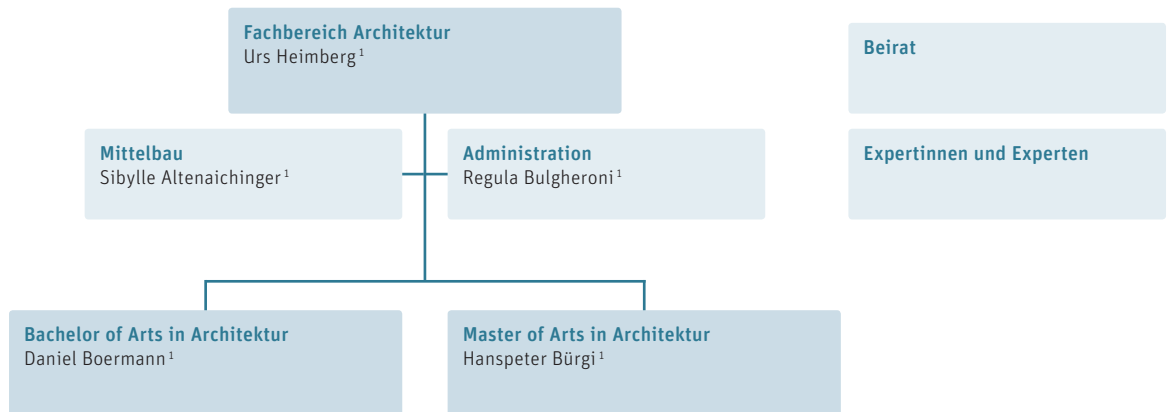 Fachbereich Architektur
Urs Heimberg ¹
Beirat
Mittelbau
Sibylle Altenaichinger ¹
Administration
Regula Bulgheroni ¹
Expertinnen und Experten
Bachelor of Arts in Architektur
Daniel Boermann ¹
Master of Arts in Architektur
Hanspeter Bürgi ¹